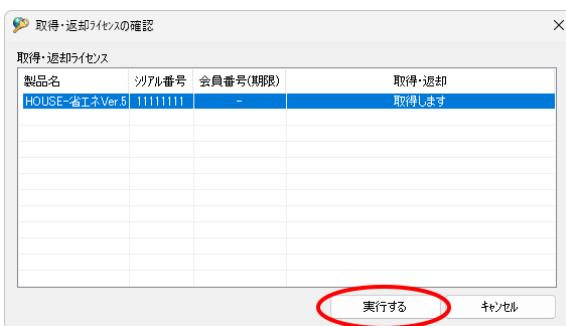 取得・返却ライセンスの確認
取得・返却ライセンス
製品名 シリアル番号 会員番号(期限) 取得・返却
HOUSE-省エネVer.5 11111111 - 取得します
実行する キャンセル